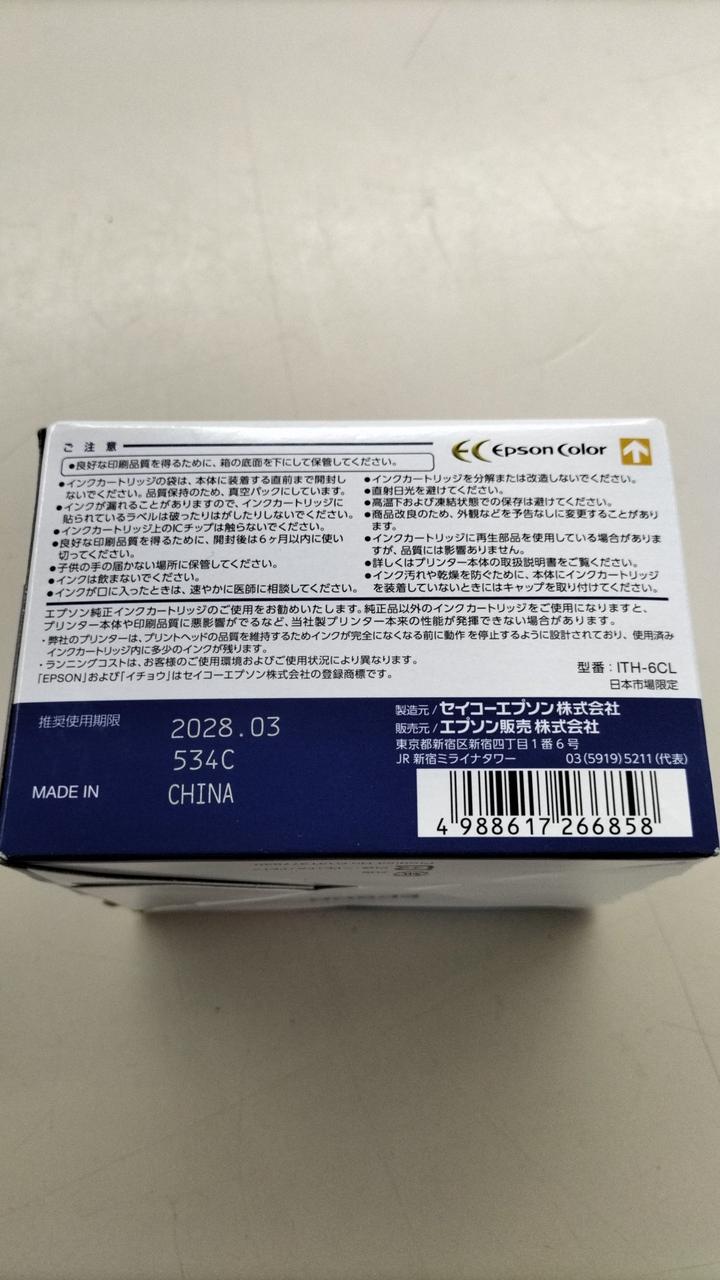 ご注意
EC Epson Color
●良好な印刷品質を得るために、箱の底面を下にして保管してください。
●インクカートリッジの袋は、本体に装着する直前まで開封し
ないでください。品質保持のため、真空パックにしています。
●インクが漏れることがありますので、インクカートリッジに
貼られているラベルは破ったりはがしたりしないでください。
●インクカートリッジ上のICチップは触らないでください。
●良好な印刷品質を得るために、開封後は6ヶ月以内に使い
切ってください。
●子供の手の届かない場所に保管してください。
●インクは飲まないでください。
●インクが口に入ったときは、速やかに医師に相談してください。
●インクカートリッジを分解または改造しないでください。
●直射日光を避けてください。
●高温下および凍結状態での保存は避けてください。
●商品改良のため、外観などを予告なしに変更することがあり
ます。
●インクカートリッジに再生部品を使用している場合がありま
すが、品質には影響ありません。
●詳しくはプリンター本体の取扱説明書をご覧ください。
●インク汚れや乾燥を防ぐために、本体にインクカートリッジ
を装着していないときにはキャップを取り付けてください。
エプソン純正インクカートリッジのご使用をお勧めいたします。純正品以外のインクカートリッジをご使用になりますと、
プリンター本体や印刷品質に悪影響がでるなど、当社製プリンター本来の性能が発揮できない場合があります。
・弊社のプリンターは、プリントヘッドの品質を維持するためインクが完全になくなる前に動作を停止するように設計されており、使用済み
インクカートリッジ内に多少のインクが残ります。
・ランニングコストは、お客様のご使用環境およびご使用状況により異なります。
「EPSON」および「イチョウ」はセイコーエプソン株式会社の登録商標です。
型番：ITH-6CL
日本市場限定
推奨使用期限 2028.03
534C
MADE IN CHINA
製造元/セイコーエプソン株式会社
販売元/エプソン販売株式会社
東京都新宿区新宿四丁目1番6号
JR新宿ミライナタワー 03(5919)5211(代表)
4 988617 266858